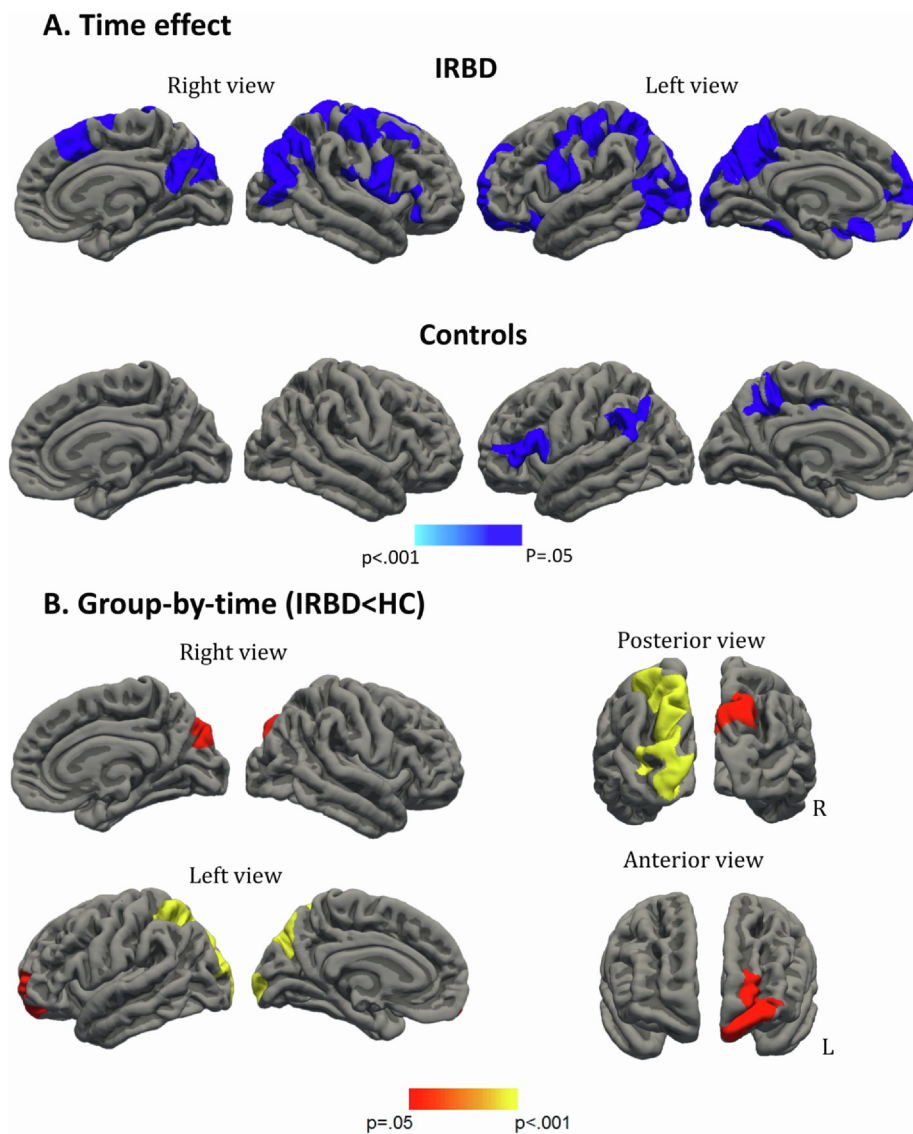 A. Time effect
IRBD
Right view
Left view
Controls
p<.001
P=.05
B. Group-by-time (IRBD<HC)
Right view
Posterior view
R
Left view
Anterior view
L
p=.05
p<.001